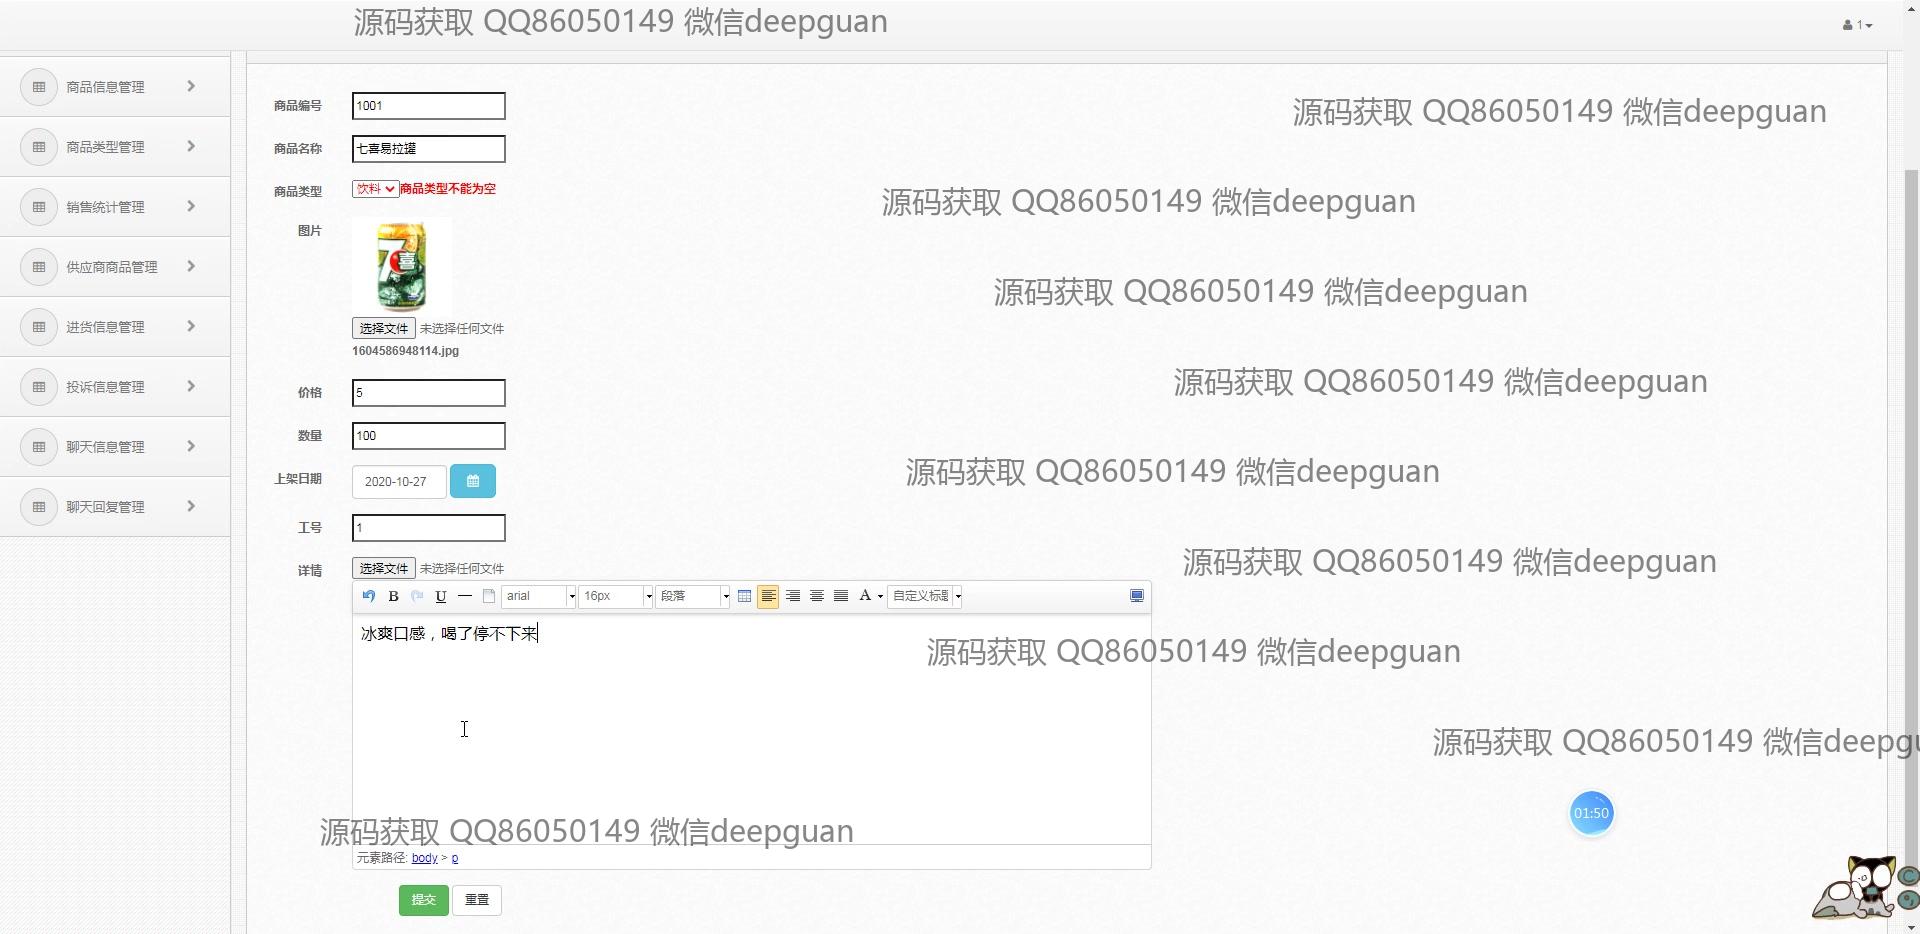 源码获取 QQ86050149 微信deepguan
1
商品信息管理
商品类型管理
销售统计管理
供应商商品管理
进货信息管理
投诉信息管理
聊天信息管理
聊天回复管理
商品编号 1001
源码获取 QQ86050149 微信deepguan
商品名称 七喜易拉罐
商品类型 饮料 商品类型不能为空
源码获取 QQ86050149 微信deepguan
图片
7喜
源码获取 QQ86050149 微信deepguan
选择文件 未选择任何文件
1604586948114.jpg
源码获取 QQ86050149 微信deepguan
价格 5
数量 100
源码获取 QQ86050149 微信deepguan
上架日期 2020-10-27
工号 1
源码获取 QQ86050149 微信deepguan
详情 选择文件 未选择任何文件
B U arial 16px 段落 A 自定义标题
冰爽口感，喝了停不下来
源码获取 QQ86050149 微信deepguan
源码获取 QQ86050149 微信deepgu
01:50
源码获取 QQ86050149 微信deepguan
元素路径: body > p
提交 重置